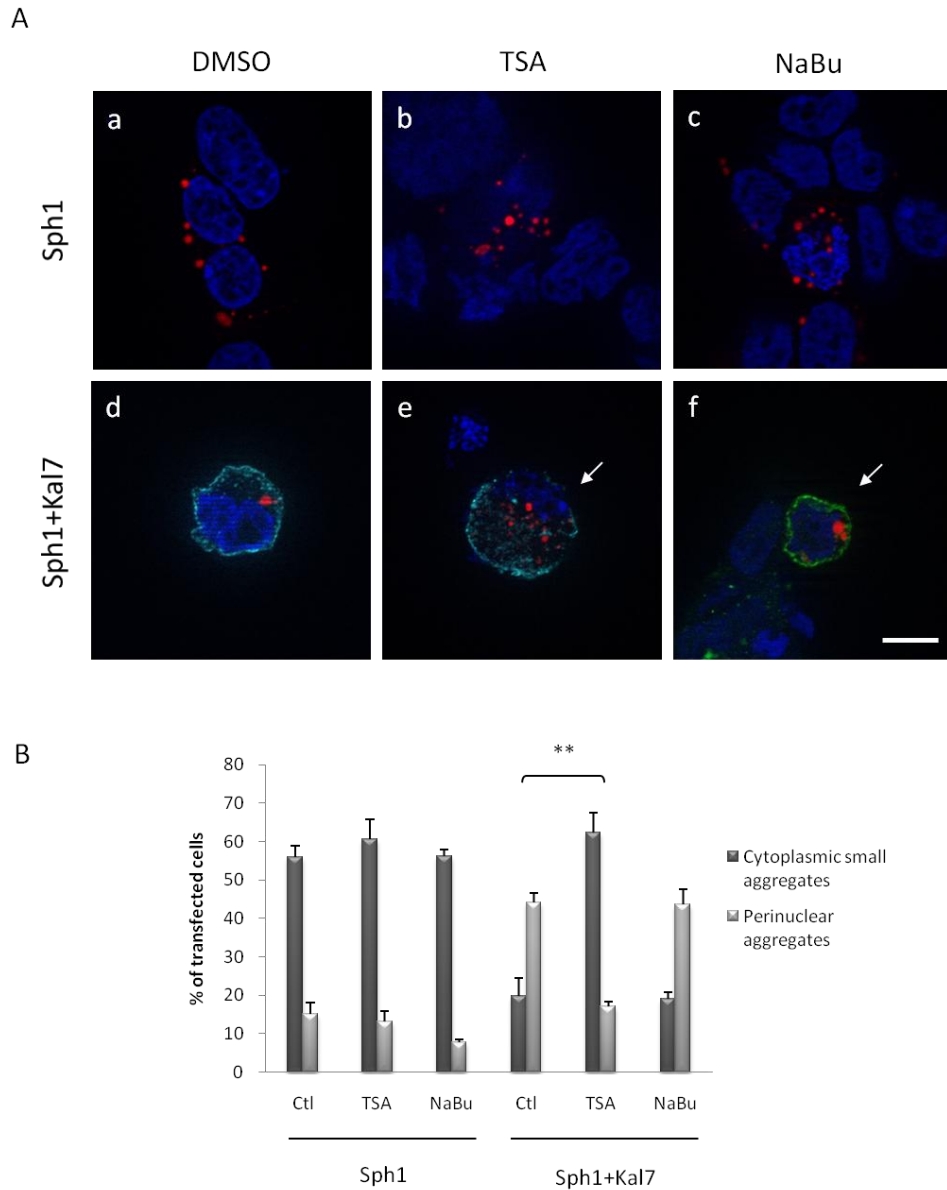 A
DMSO TSA NaBu
Sph1
a b c
Sph1+Kal7
d e f
B
**
80
70
60
50
40
30
20
10
0
% of transfected cells
Cytoplasmic small
aggregates
Perinuclear
aggregates
Ctl TSA NaBu Ctl TSA NaBu
Sph1 Sph1+Kal7